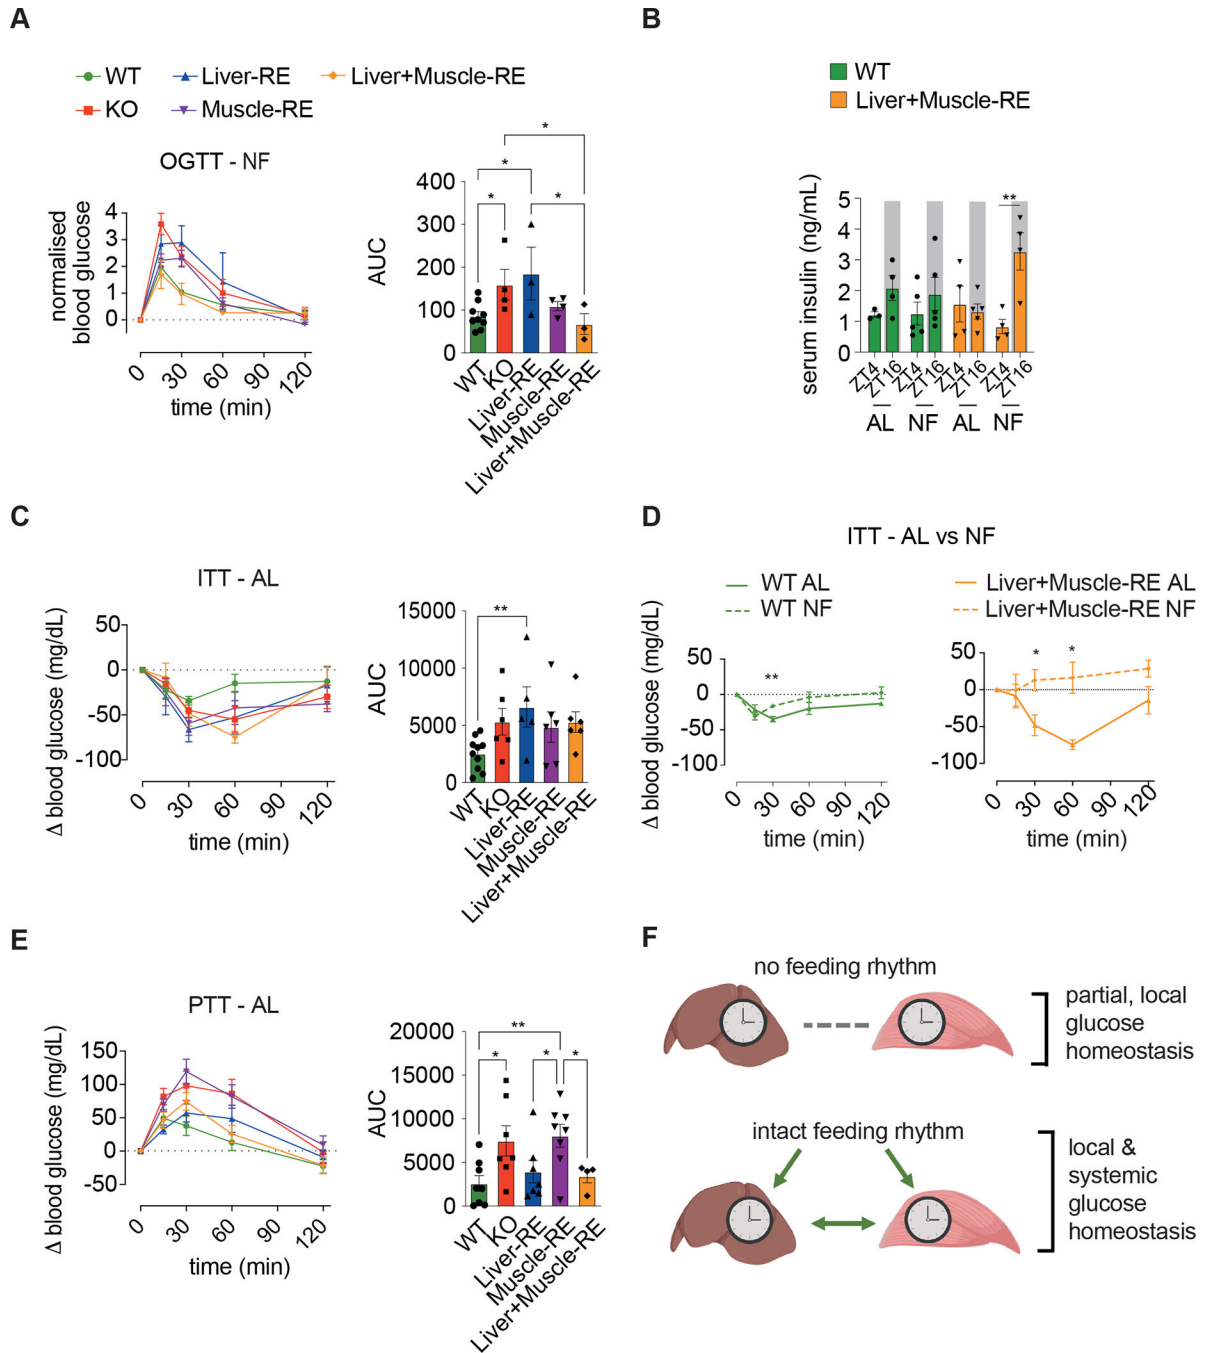 A
WT
Liver-RE
Liver+Muscle-RE
KO
Muscle-RE
OGTT - NF
normalised
blood glucose
4
3
2
1
0
0
30
60
90
120
time (min)
AUC
400
300
200
100
0
*
*
*
*
WT
KO
Liver-RE
Muscle-RE
Liver+Muscle-RE
B
WT
Liver+Muscle-RE
serum insulin (ng/mL)
5
4
3
2
1
0
**
ZT4
ZT16
ZT4
ZT16
ZT4
ZT16
ZT4
ZT16
AL
NF
AL
NF
C
ITT - AL
Δ blood glucose (mg/dL)
50
0
-50
-100
0
30
60
90
120
time (min)
AUC
15000
10000
5000
0
**
WT
KO
Liver-RE
Muscle-RE
Liver+Muscle-RE
D
ITT - AL vs NF
WT AL
WT NF
Δ blood glucose (mg/dL)
50
0
-50
-100
**
0
30
60
90
120
time (min)
Liver+Muscle-RE AL
Liver+Muscle-RE NF
50
0
-50
-100
*
*
0
30
60
90
120
time (min)
E
PTT - AL
Δ blood glucose (mg/dL)
150
100
50
0
-50
0
30
60
90
120
time (min)
AUC
20000
15000
10000
5000
0
**
*
*
*
WT
KO
Liver-RE
Muscle-RE
Liver+Muscle-RE
F
no feeding rhythm
partial, local
glucose
homeostasis
intact feeding rhythm
local &
systemic
glucose
homeostasis